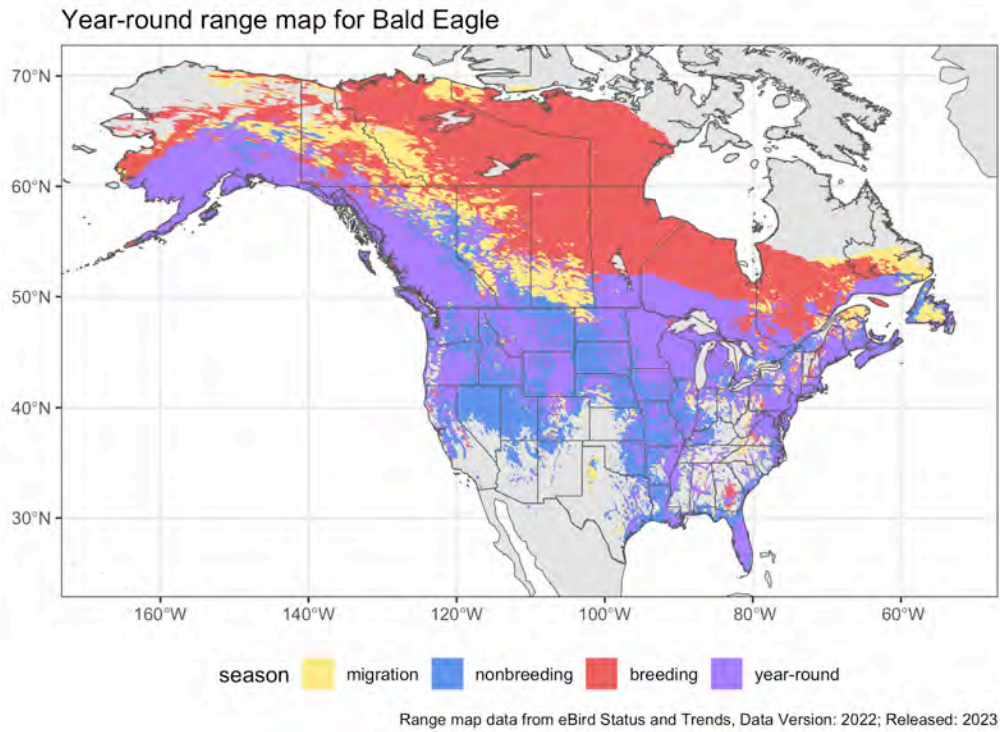 Year-round range map for Bald Eagle
70°N
60°N
50°N
40°N
30°N
160°W 140°W 120°W 100°W 80°W 60°W
season migration nonbreeding breeding year-round
Range map data from eBird Status and Trends, Data Version: 2022; Released: 2023